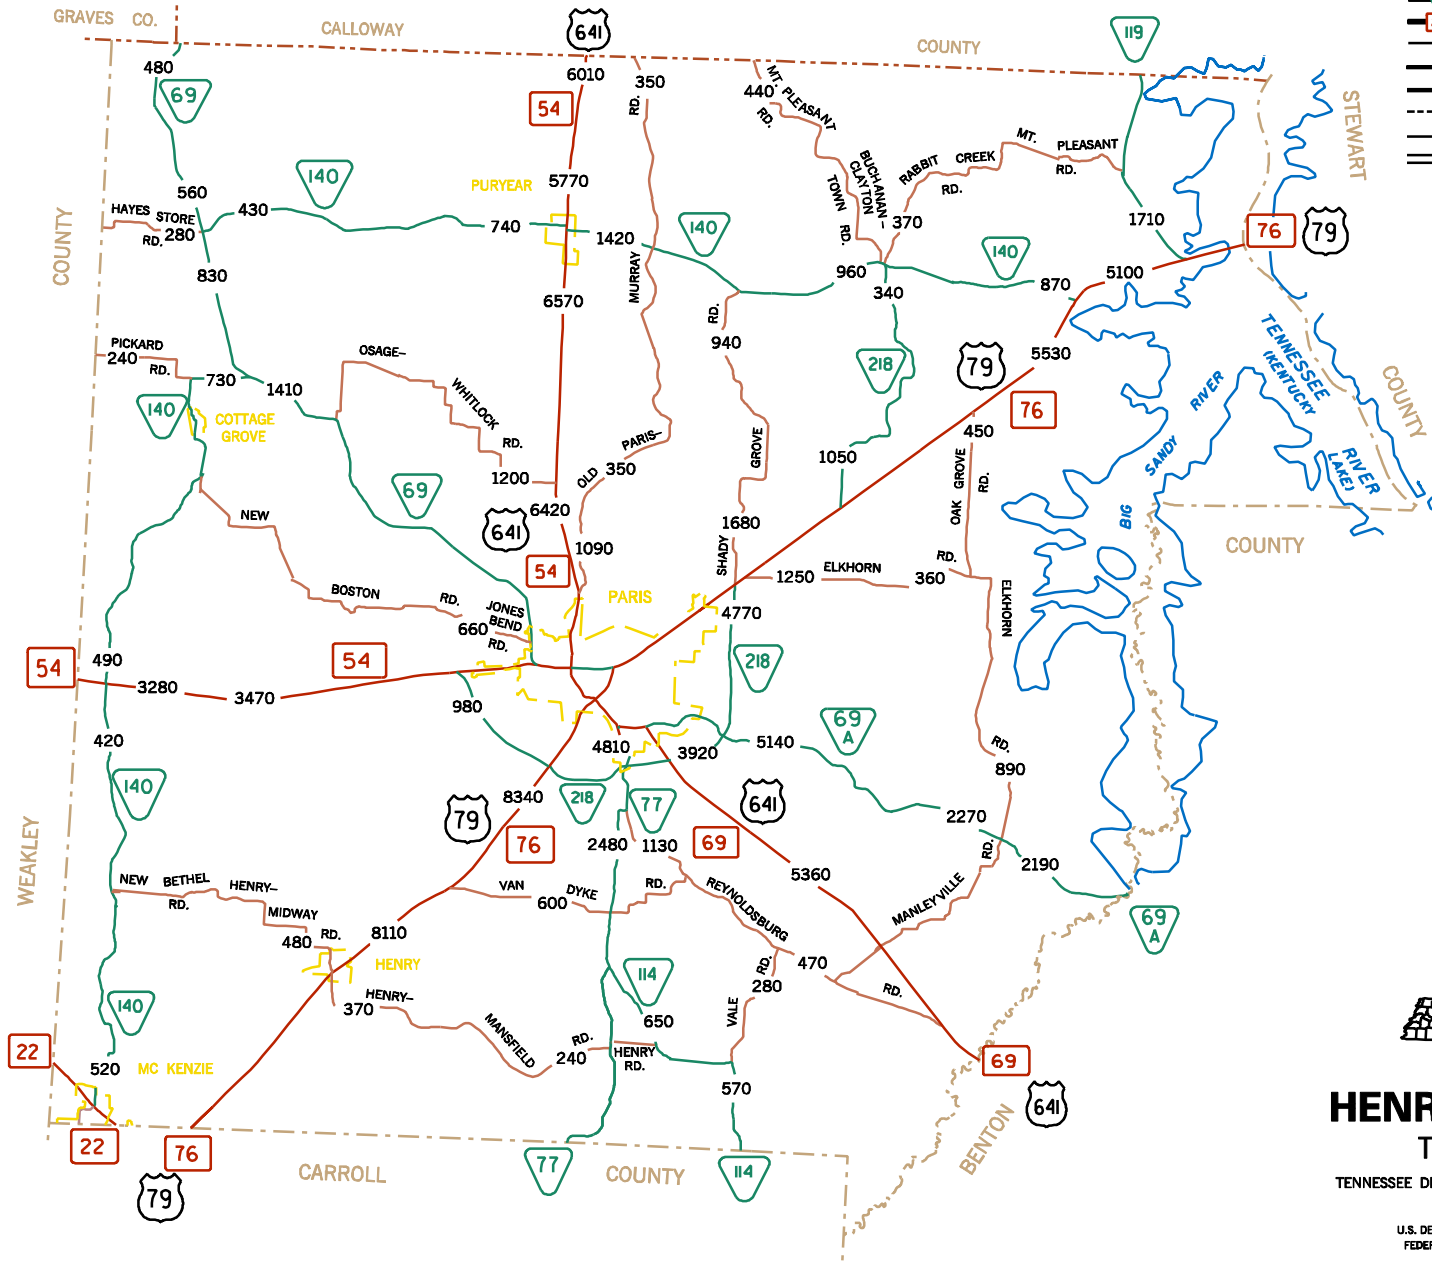 GRAVES CO.
CALLOWAY
COUNTY
641
119
480
69
6010
54
350
RD.
440
MT. PLEASANT
RD.
STEWART
MT.
PLEASANT
RD.
RABBIT CREEK
RD.
BUCHANAN–
CLAYTON
TOWN
RD.
370
560
140
430
PURYEAR
5770
HAYES STORE
RD. 280
740
1420
140
960
340
140
870
1710
5100
76
79
COUNTY
830
6570
MURRAY
RD.
940
218
5530
79
76
TENNESSEE
(KENTUCKY
RIVER
LAKE)
COUNTY
PICKARD
240
RD.
730
1410
140
COTTAGE
GROVE
OSAGE–
WHITLOCK
RD.
1200
PARIS–
OLD
350
GROVE
1050
450
OAK GROVE
RD.
RIVER
SANDY
BIG
COUNTY
69
6420
641
54
1090
1680
SHADY
1250
ELKHORN
RD.
360
ELKHORN
RD.
NEW
BOSTON
RD.
JONES
BEND
RD.
660
PARIS
4770
218
54
490
3280
3470
54
980
420
140
4810
3920
5140
69
A
890
8340
218
77
641
79
76
2480
1130
69
2270
2190
RD.
5360
MANLEYVILLE
69
A
WEAKLEY
NEW BETHEL
RD.
HENRY–
MIDWAY
480 RD.
VAN
DYKE
RD.
600
REYNOLDSBURG
470
RD.
8110
HENRY
370
HENRY–
MANSFIELD
RD.
240
HENRY
RD.
114
650
RD.
280
VALE
570
140
22
520
MC KENZIE
69
641
BENTON
22
76
79
CARROLL
COUNTY
77
114
HENR
T
TENNESSEE DE
U.S. DE
FEDER